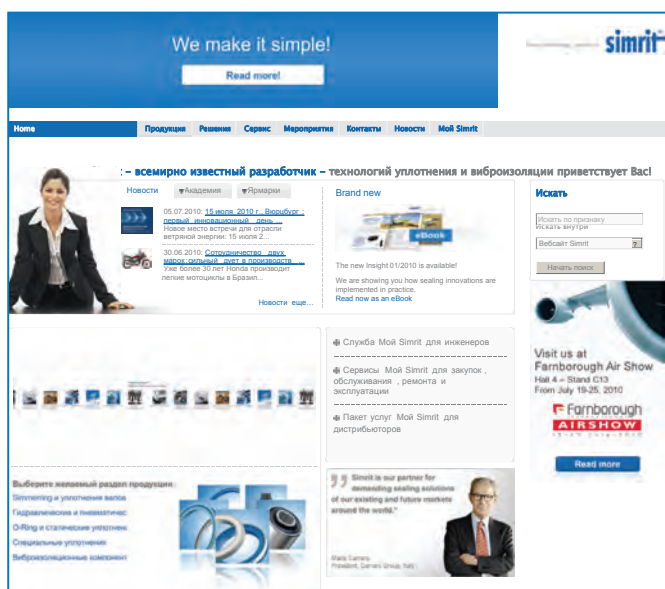 We make it simple!
simrit
Read more!
Home Продукция Решения Сервис Мероприятия Контакты Новости Мой Simrit
– всемирно известный разработчик – технологий уплотнения и виброизоляции приветствует Вас!
Новости Академия Ярмарки
05.07.2010: 15 июля 2010 г., Вюрцбург :
первый инновационный день ...
Новое место встречи для отрасли
ветряной энергии: 15 июля 2...
30.06.2010: Сотрудничество двух
марок:сильный дует в производств ...
Уже более 30 лет Honda производит
легкие мотоциклы в Бразил...
Новости еще...
Brand new
eBook
The new Insight 01/2010 is available!
We are showing you how sealing innovations are
implemented in practice.
Read now as an eBook
Искать
Искать по признаку
Искать внутри
Вебсайт Simrit
Начать поиск
Visit us at
Farnborough Air Show
Hall 4 – Stand C13
From July 19-25, 2010
Farnborough
AIRSHOW
Read more
Служба Мой Simrit для инженеров
Сервисы Мой Simrit для закупок ,
обслуживания , ремонта и
эксплуатации
Пакет услуг Мой Simrit для
дистрибьюторов
Выберите желаемый раздел продукции
Simmerring и уплотнения валов
Гидравлические и пневматичес
O-Ring и статические уплотнен
Специальные уплотнения
Виброизоляционные компонент
Simrit is our partner for
demanding sealing solutions
of our existing and future markets
around the world."
President, Carraro Group, Italy